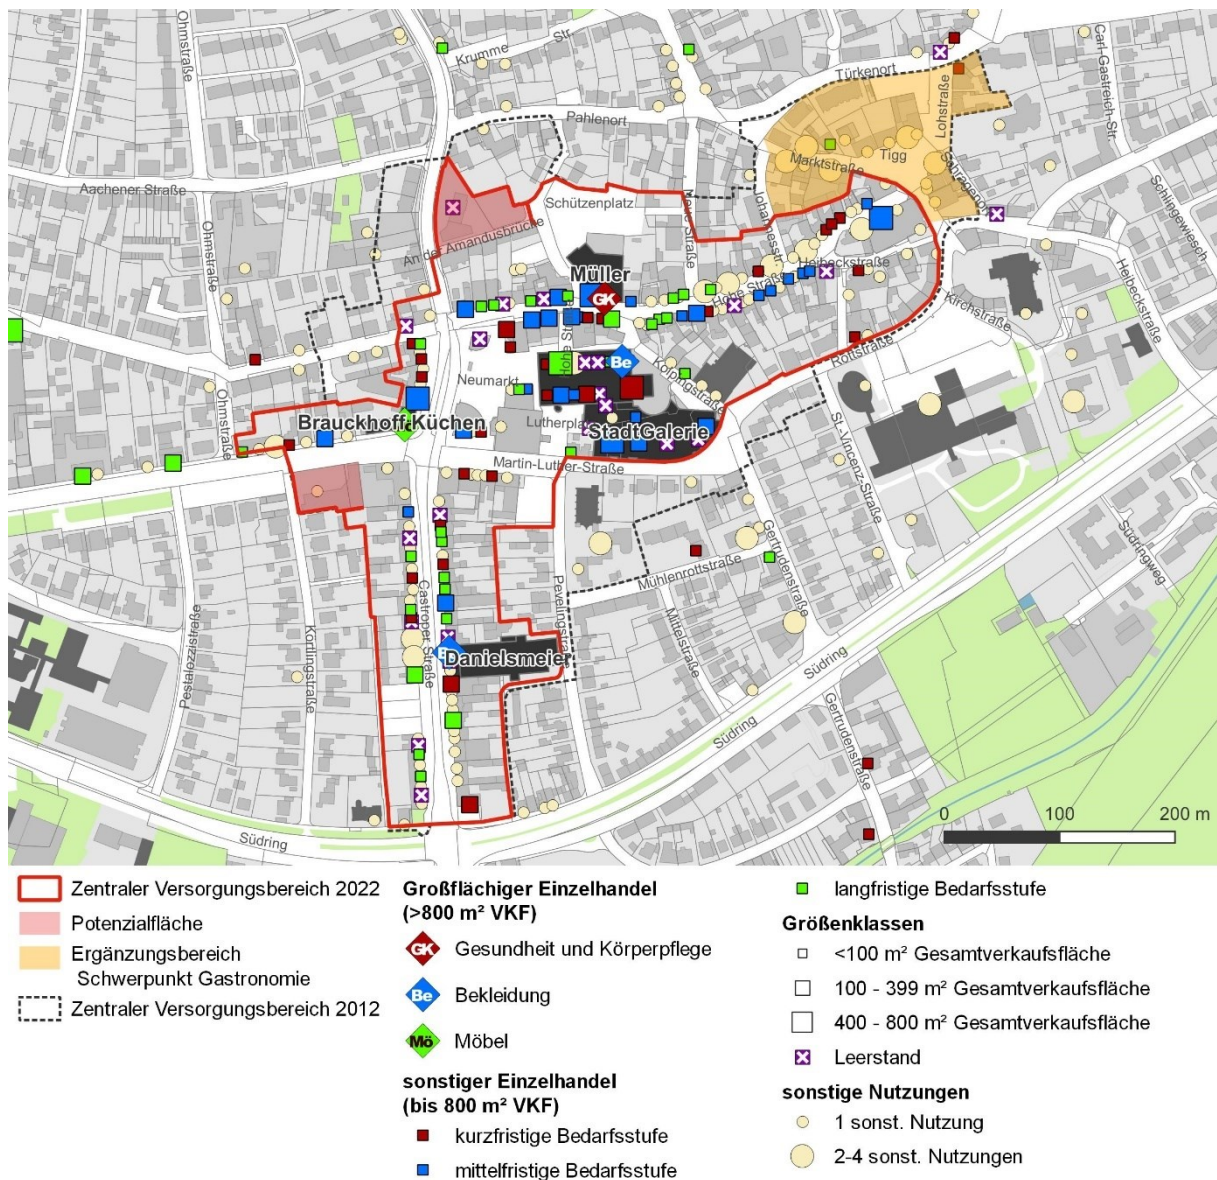 Ohmstraße
Krumme
Str.
Carl-Gastreich-Str.
Türkenort
Pahlenort
Lohstraße
Tigg
Marktstraße
Aachener Straße
Schützenplatz
Johannesstr.
Schlingewiesch
An der Amandusbrücke
Ohmstraße
Heibeckstraße
Müller
GK
Hohe Straße
Heibeckstraße
Kirchstraße
Rottstraße
Be
Neumarkt
Ohmstraße
Brauckhoff Küchen
Lutherplatz
StadtGalerie
Martin-Luther-Straße
St.-Vincenz-Straße
Gertrudenstraße
Südringweg
Mühlenrottstraße
Pestalozzistraße
Kortlingstraße
Castroper Straße
Pevelingstraße
Mittelstraße
Danielsmeier
Südring
Südring
Gertrudenstraße
Südring
0 100 200 m
Zentraler Versorgungsbereich 2022
Potenzialfläche
Ergänzungsbereich
Schwerpunkt Gastronomie
Zentraler Versorgungsbereich 2012
Großflächiger Einzelhandel
(>800 m² VKF)
GK Gesundheit und Körperpflege
Be Bekleidung
Mö Möbel
sonstiger Einzelhandel
(bis 800 m² VKF)
kurzfristige Bedarfsstufe
mittelfristige Bedarfsstufe
langfristige Bedarfsstufe
Größenklassen
<100 m² Gesamtverkaufsfläche
100 - 399 m² Gesamtverkaufsfläche
400 - 800 m² Gesamtverkaufsfläche
Leerstand
sonstige Nutzungen
1 sonst. Nutzung
2-4 sonst. Nutzungen